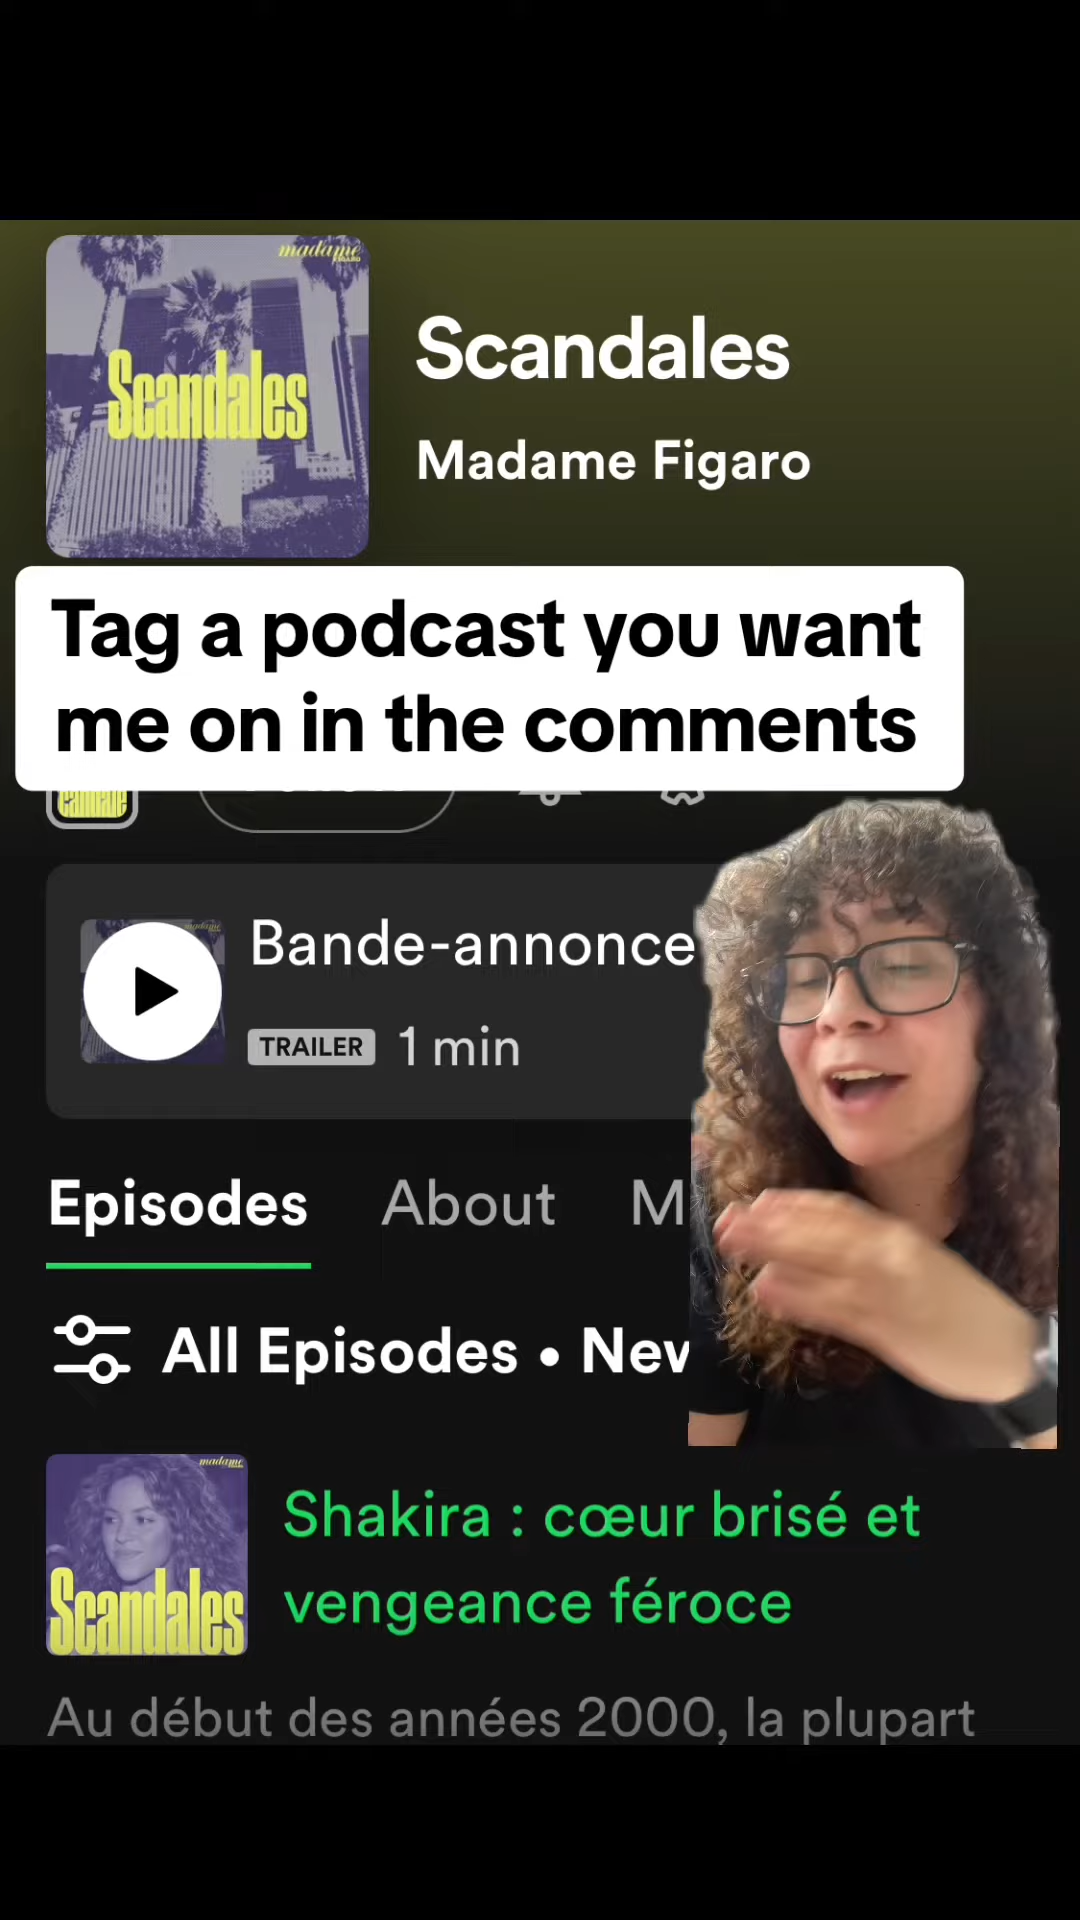 madame
FIGARO
Scandales
Scandales
Madame Figaro
Tag a podcast you want
me on in the comments
Bande-annonce
TRAILER 1 min
Episodes About M
All Episodes • New
madame
Scandales
Shakira : cœur brisé et
vengeance féroce
Au début des années 2000, la plupart